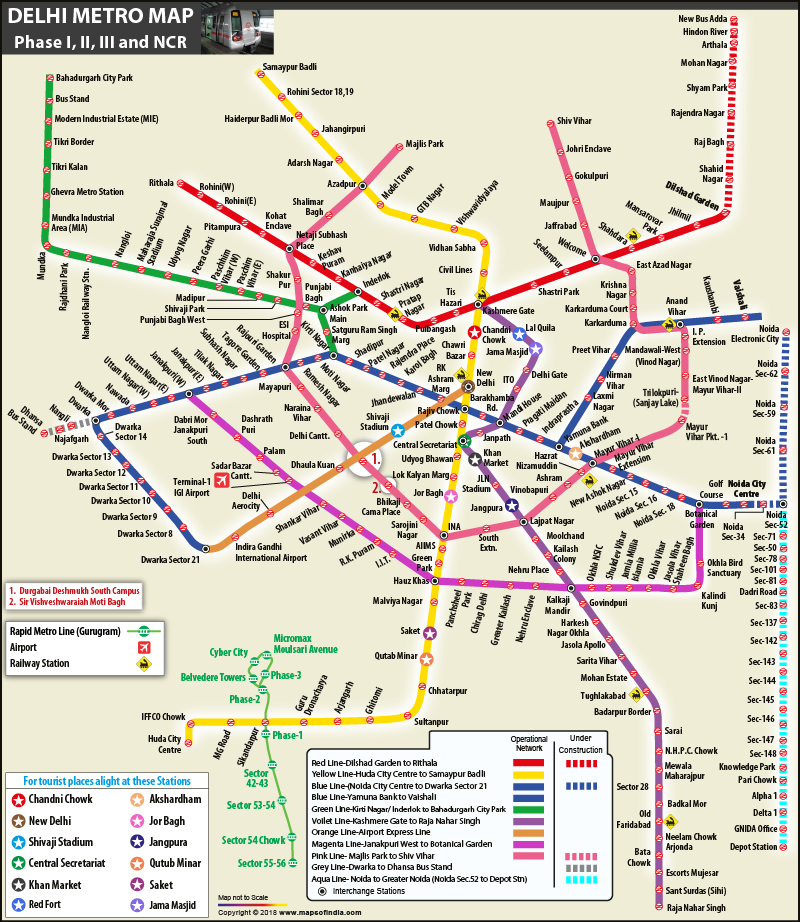 DELHI METRO MAP
Phase I, II, III and NCR
New Bus Adda
Hindon River
Arthala
Mohan Nagar
Shyam Park
Rajendra Nagar
Raj Bagh
Shahid
Nagar
Dilshad Garden
Jhilmil
Mansarovar
Park
Shahdara
Welcome
Seelumpur
Shastri Park
Kashmere Gate
Tis
Hazari
Pulbangash
Pratap
Nagar
Shastri Nagar
Inderlok
Kanhaiya Nagar
Keshav
Puram
Netaji Subhash
Place
Kohat
Enclave
Pitampura
Rohini(E)
Rohini(W)
Rithala
Samaypur Badli
Rohini Sector 18,19
Haiderpur Badli Mor
Jahangirpuri
Adarsh Nagar
Azadpur
Model Town
GTB Nagar
Vichwaridyalaya
Vidhan Sabha
Civil Lines
Chandni
Chowk
Chawri
Bazar
New
Delhi
Rajiv Chowk
Patel Chowk
Central Secretariat
Udyog Bhawan
Lok Kalyan Marg
Jor Bagh
INA
AIIMS
Green
Park
Hauz Khas
Malviya Nagar
Saket
Qutab Minar
Chhatarpur
Sultanpur
Ghitorni
Arjangarh
Guru
Dronacharya
Sikandarpur
MG Road
IFFCO Chowk
Huda City
Centre
Bahadurgarh City Park
Bus Stand
Modern Industrial Estate (MIE)
Tikri Border
Tikri Kalan
Ghevra Metro Station
Mundka Industrial
Area (MIA)
Mundka
Rajdhani Park
Nangloi Railway Stn.
Nangloi
Maharaja Surajmal
Stadium
Udyog Nagar
Peera Garhi
Paschim
Vihar (W)
Paschim
Vihar (E)
Madipur
Shivaji Park
Punjabi Bagh West
Ashok Park
Main
Satguru Ram Singh
Marg
Kirti Nagar
Majlis Park
Shalimar
Bagh
Shakur
Pur
Punjabi
Bagh
ESI
Hospital
Rajouri Garden
Mayapuri
Naraina
Vihar
Delhi Cantt.
1.
2.
Bhikaji
Cama Place
Sarojini
Nagar
South
Extn.
Lajpat Nagar
Vinobapuri
Ashram
Hazrat
Nizamuddin
Mayur Vihar-I
Mayur
Vihar Pkt. -1
Trilokpuri-
(Sanjay Lake)
East Vinod Nagar-
Mayur Vihar-II
Mandawali-West
(Vinod Nagar)
I. P.
Extension
Anand
Vihar
Karkarduma
Karkarduma Court
Krishna
Nagar
East Azad Nagar
Jaffrabad
Maujpur
Gokulpuri
Johri Enclave
Shiv Vihar
Kaushambi
Vaishali
Preet Vihar
Nirman
Vihar
Laxmi
Nagar
Yamuna Bank
Akshardham
Mayur Vihar
Extension
New Ashok Nagar
Noida Sec. 15
Noida Sec. 16
Noida Sec. 18
Botanical
Garden
Golf
Course
Noida City
Centre
Noida
Sec-34
Noida
Sec-52
Noida
Sec-61
Noida
Sec-59
Noida
Sec-62
Noida
Electronic City
Indraprastha
Pragati Maidan
Mandi House
Barakhamba
Rd.
RK
Ashram
Marg
Jhandewalan
Karol Bagh
Rajendra Place
Patel Nagar
Shadipur
Moti Nagar
Ramesh Nagar
Tagore Garden
Subhash Nagar
Tilak Nagar
Janakpuri(E)
Janakpuri(W)
Uttam Nagar(E)
Uttam Nagar(W)
Nawada
Dwarka Mor
Dwarka
Nangli
Najafgarh
Dhansa
Bus Stand
Dwarka
Sector 14
Dwarka Sector 13
Dwarka Sector 12
Dwarka Sector 11
Dwarka Sector 10
Dwarka Sector 9
Dwarka Sector 8
Dwarka Sector 21
Indira Gandhi
International Airport
Delhi
Aerocity
Dhaula Kuan
Shivaji
Stadium
Dabri Mor
Janakpuri
South
Dashrath
Puri
Palam
Sadar Bazar
Cantt.
Terminal-1
IGI Airport
Shankar Vihar
Vasant Vihar
Munirka
R.K. Puram
I.I.T.
Panchsheel
Park
Chirag Delhi
Greater Kailash
Nehru Enclave
Kalkaji
Mandir
Okhla NSIC
Shukdev Vihar
Jamia Millia
Islamia
Okhla Vihar
Jasola Vihar
Shaheen Bagh
Kalindi
Kunj
Okhla Bird
Sanctuary
Lal Quila
Jama Masjid
Delhi Gate
ITO
Janpath
Khan
Market
JLN
Stadium
Jangpura
Moolchand
Kailash
Colony
Nehru Place
Govindpuri
Harkesh
Nagar Okhla
Jasola Apollo
Sarita Vihar
Mohan Estate
Tughlakabad
Badarpur Border
Sarai
N.H.P.C. Chowk
Mewala
Maharajpur
Sector 28
Badkal Mor
Old
Faridabad
Neelam Chowk
Arjonda
Bata
Chowk
Escorts Mujesar
Sant Surdas (Sihi)
Raja Nahar Singh
Sec-71
Sec-50
Sec-78
Sec-101
Sec-81
Dadri Road
Sec-83
Sec-137
Sec-142
Sec-143
Sec-144
Sec-145
Sec-146
Sec-147
Sec-148
Knowledge Park
Pari Chowk
Alpha 1
Delta 1
GNIDA Office
Depot Station
1. Durgabai Deshmukh South Campus
2. Sir Vishveshwaraiah Moti Bagh
Rapid Metro Line (Gurugram)
Airport
Railway Station
Micromax
Moulsari Avenue
Cyber City
Belvedere Towers
Phase-3
Phase-2
Phase-1
Sector
42-43
Sector 53-54
Sector 54 Chowk
Sector 55-56
For tourist places alight at these Stations
Chandni Chowk
New Delhi
Shivaji Stadium
Central Secretariat
Khan Market
Red Fort
Akshardham
Jor Bagh
Jangpura
Qutub Minar
Saket
Jama Masjid
Operational
Network
Under
Construction
Red Line-Dilshad Garden to Rithala
Yellow Line-Huda City Centre to Samaypur Badli
Blue Line-(Noida City Centre to Dwarka Sector 21
Blue Line-Yamuna Bank to Vaishali
Green Line-Kiri Nagar/ Inderlok to Bahadurgarh City Park
Voilet Line-Kashmere Gate to Raja Nahar Singh
Orange Line-Airport Express Line
Magenta Line-Janakpuri West to Botanical Garden
Pink Line- Majlis Park to Shiv Vihar
Grey Line-Dwarka to Dhansa Bus Stand
Aqua Line- Noida to Greater Noida (Noida Sec.52 to Depot Stn)
Interchange Stations
Map not to Scale
Copyright © 2018 www.mapsofindia.com